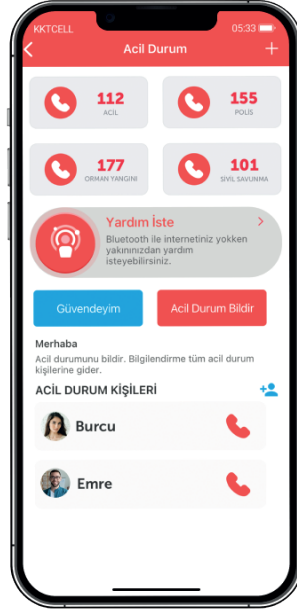 KKTCELL 05:33
Acil Durum
112 155
ACİL POLIS
177 101
ORMAN YANGINI SİVİL SAVUNMA
Yardım İste
Bluetooth ile internetiniz yokken
yakınınızdan yardım
isteyebilirsiniz.
Güvendeyim Acil Durum Bildir
Merhaba
Acil durumunu bildir. Bilgilendirme tüm acil durum
kişilerine gider.
ACİL DURUM KİŞİLERİ
Burcu
Emre